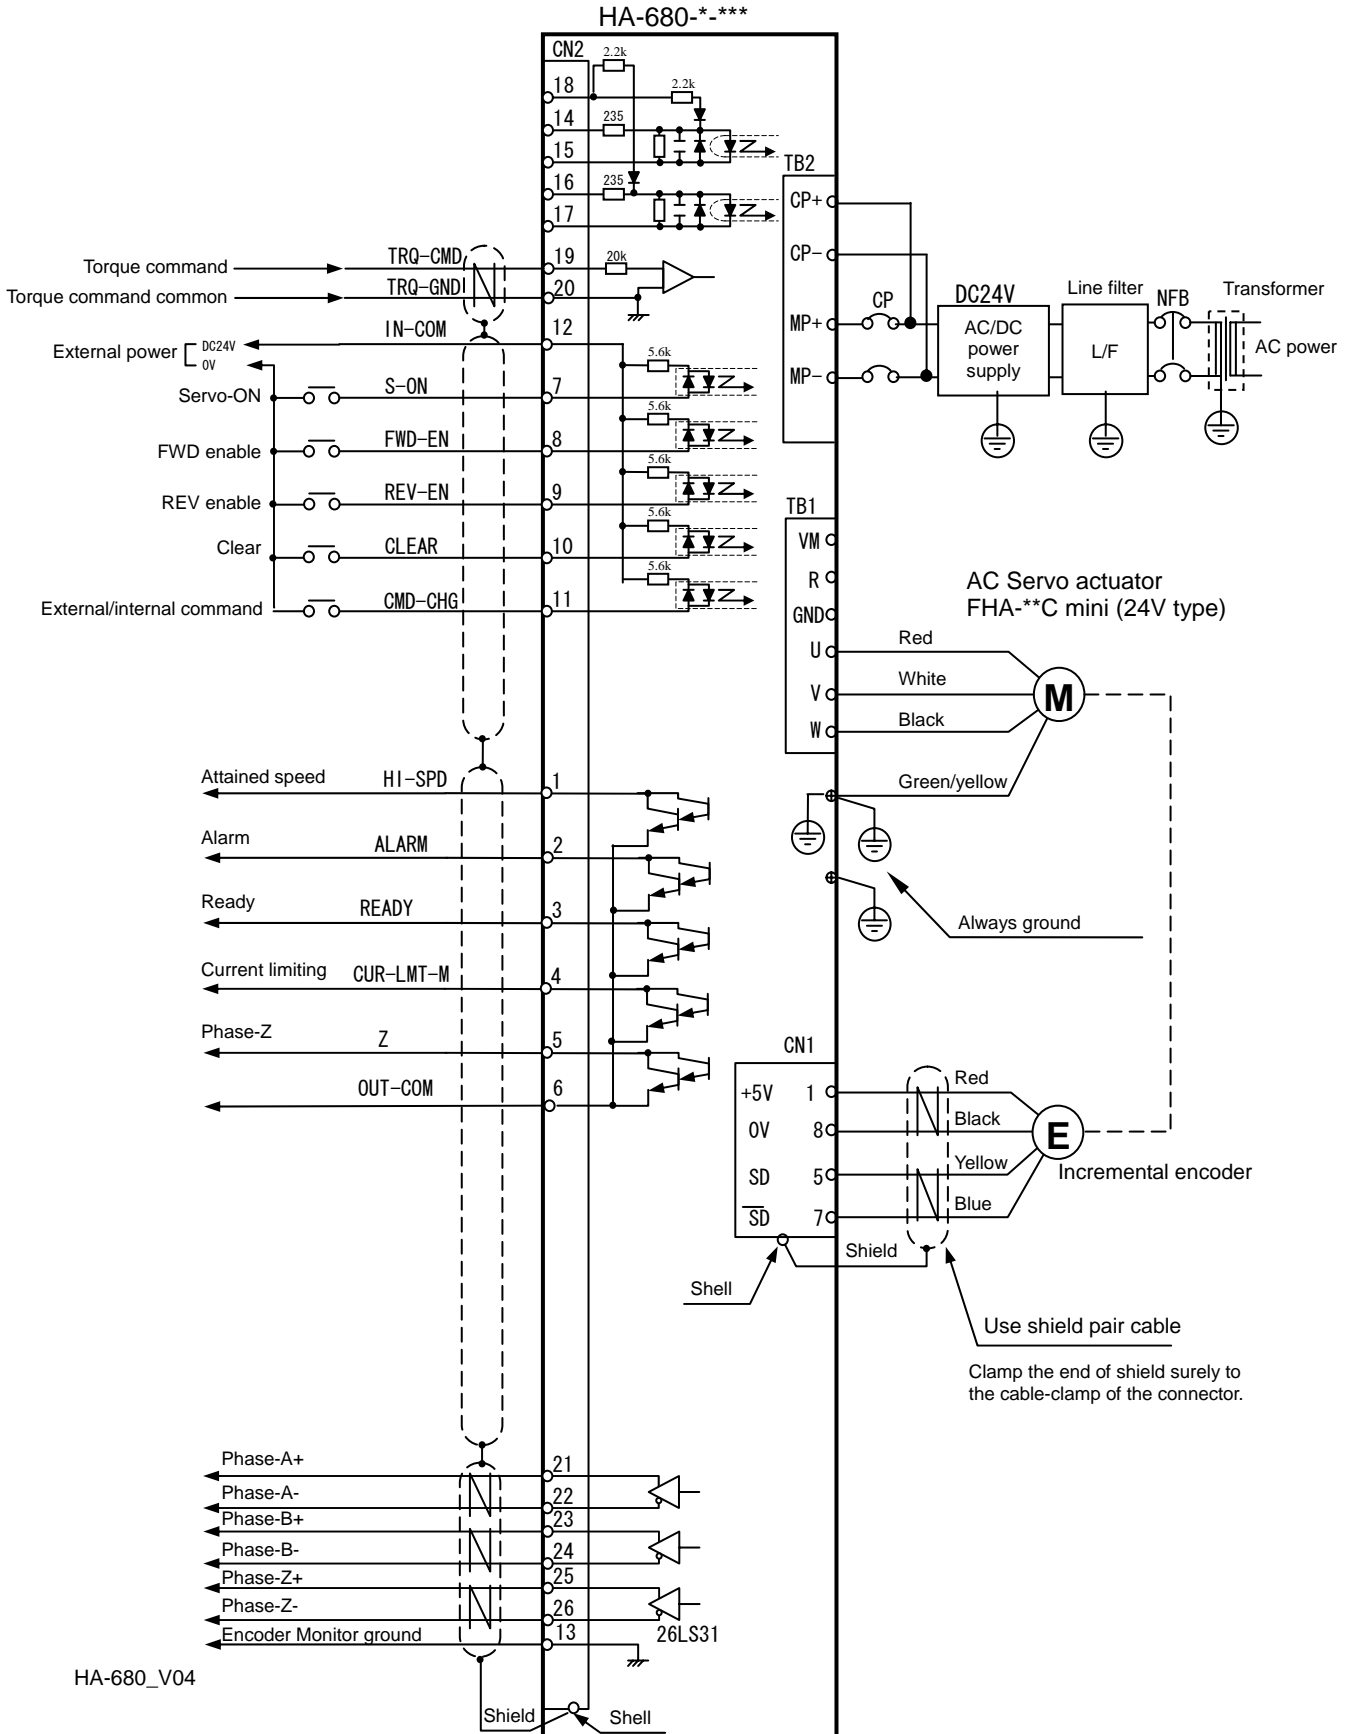 HA-680-*-***
CN2
2.2k
18
2.2k
14
235
15
TB2
16
235
CP+
17
CP-
Torque command
TRQ-CMD
19
20k
Torque command common
TRQ-GND
20
IN-COM
12
External power
DC24V
0V
MP+
CP
DC24V
Line filter
NFB
Transformer
AC/DC
power
supply
L/F
AC power
MP-
5.6k
Servo-ON
S-ON
7
5.6k
FWD enable
FWD-EN
8
5.6k
REV enable
REV-EN
9
5.6k
Clear
CLEAR
10
5.6k
External/internal command
CMD-CHG
11
TB1
VM
R
GND
U
V
W
AC Servo actuator
FHA-**C mini (24V type)
Red
White
Black
Green/yellow
M
Always ground
Attained speed
HI-SPD
1
Alarm
ALARM
2
Ready
READY
3
Current limiting
CUR-LMT-M
4
Phase-Z
Z
5
OUT-COM
6
CN1
+5V
1
Red
0V
8
Black
E
SD
5
Yellow
Incremental encoder
S̅D̅
7
Blue
Shield
Shell
Use shield pair cable
Clamp the end of shield surely to
the cable-clamp of the connector.
Phase-A+
21
Phase-A-
22
Phase-B+
23
Phase-B-
24
Phase-Z+
25
Phase-Z-
26
26LS31
Encoder Monitor ground
13
HA-680_V04
Shield
Shell